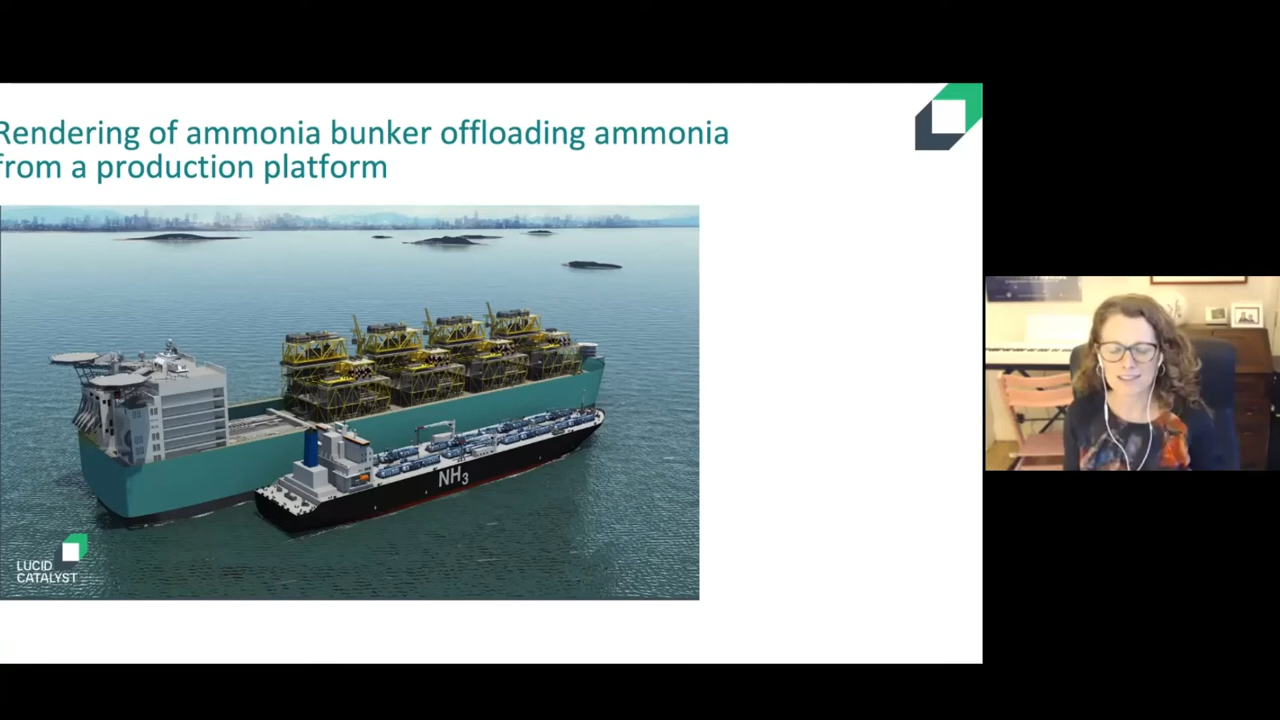 Rendering of ammonia bunker offloading ammonia
from a production platform
NH3
LUCID
CATALYST